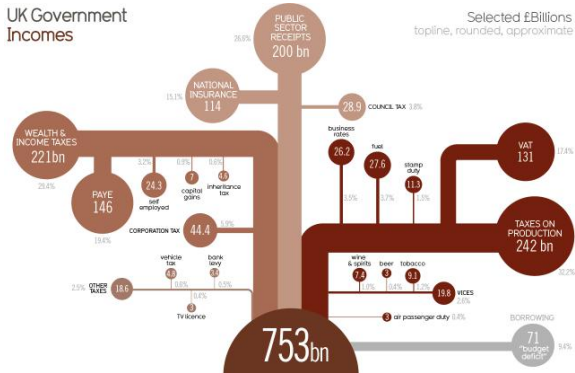 UK Government
Incomes
Selected £Billions
topline, rounded, approximate
PUBLIC
SECTOR
RECEIPTS
200 bn
26.6%
NATIONAL
INSURANCE
114
15.1%
28.9
COUNCIL TAX
3.8%
WEALTH &
INCOME TAXES
221bn
29.4%
PAYE
146
19.4%
3.2%
24.3
self
employed
0.9%
7
capital
gains
0.6%
4.6
inheritance
tax
CORPORATION TAX
44.4
5.9%
business
rates
26.2
3.5%
fuel
27.6
3.7%
stamp
duty
11.3
1.5%
VAT
131
17.4%
TAXES ON
PRODUCTION
242 bn
32.2%
2.5%
OTHER
TAXES
18.6
vehicle
tax
4.8
0.6%
bank
levy
0.5%
0.4%
3
TV licence
wine
& spirits
7.4
1.0%
beer
3
0.4%
tobacco
9.1
1.2%
19.8
VICES
2.6%
3
air passenger duty
0.4%
753bn
BORROWING
71
"budget
deficit"
9.4%